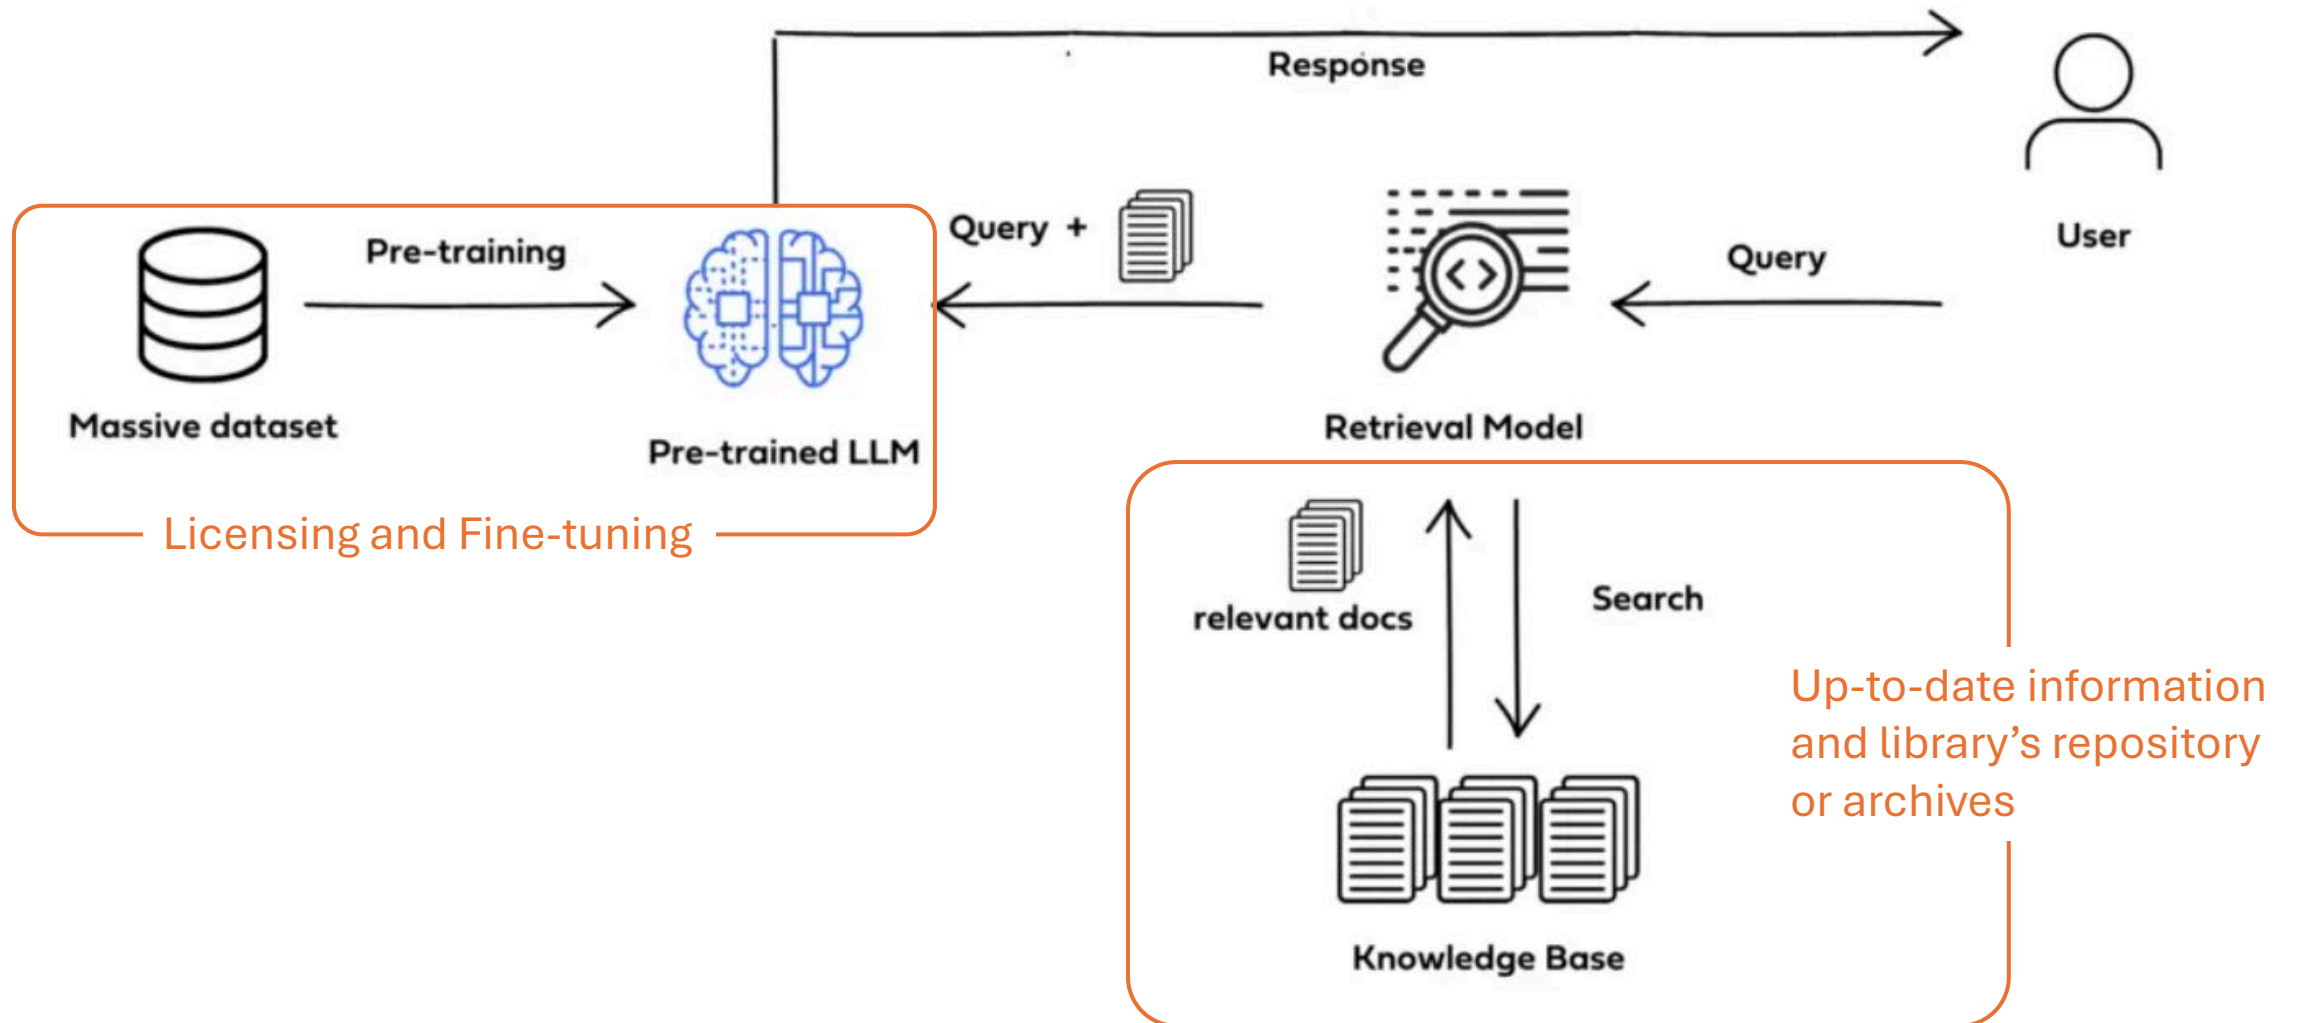 Response
Query +
Pre-training
Query
User
Massive dataset
Pre-trained LLM
Retrieval Model
Licensing and Fine-tuning
relevant docs
Search
Up-to-date information
and library’s repository
or archives
Knowledge Base